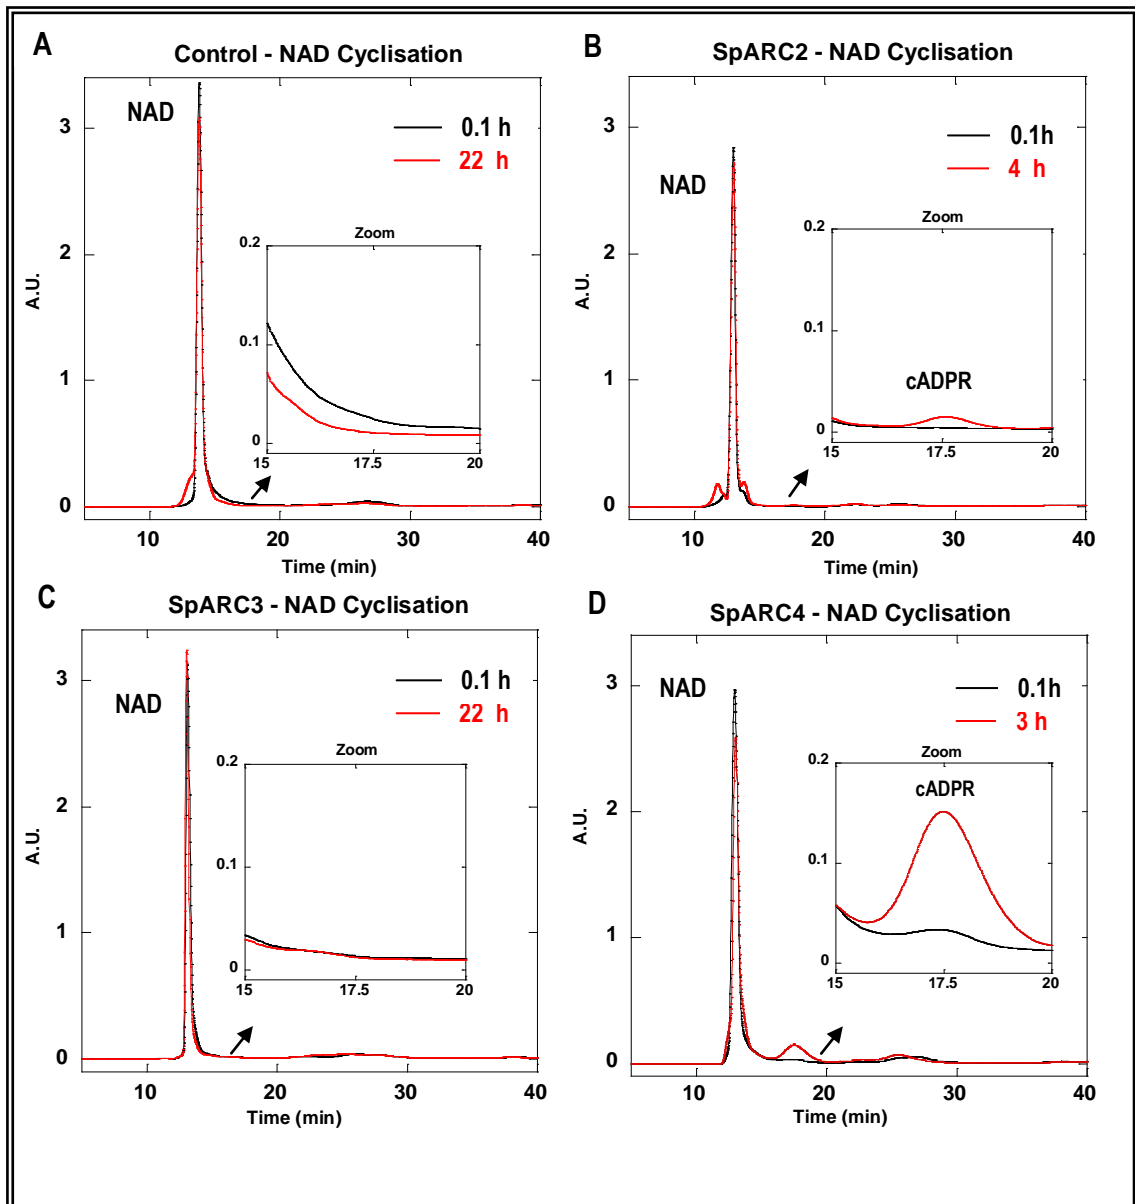 A
Control - NAD Cyclisation
NAD
0.1 h
22 h
Zoom
0.2
0.1
0
15
17.5
20
3
2
1
0
A.U.
10
20
30
40
Time (min)
B
SpARC2 - NAD Cyclisation
NAD
0.1h
4 h
Zoom
0.2
0.1
0
cADPR
15
17.5
20
3
2
1
0
A.U.
10
20
30
40
Time (min)
C
SpARC3 - NAD Cyclisation
NAD
0.1 h
22 h
Zoom
0.2
0.1
0
15
17.5
20
3
2
1
0
A.U.
10
20
30
40
Time (min)
D
SpARC4 - NAD Cyclisation
NAD
0.1h
3 h
Zoom
0.2
cADPR
0.1
0
15
17.5
20
3
2
1
0
A.U.
10
20
30
40
Time (min)